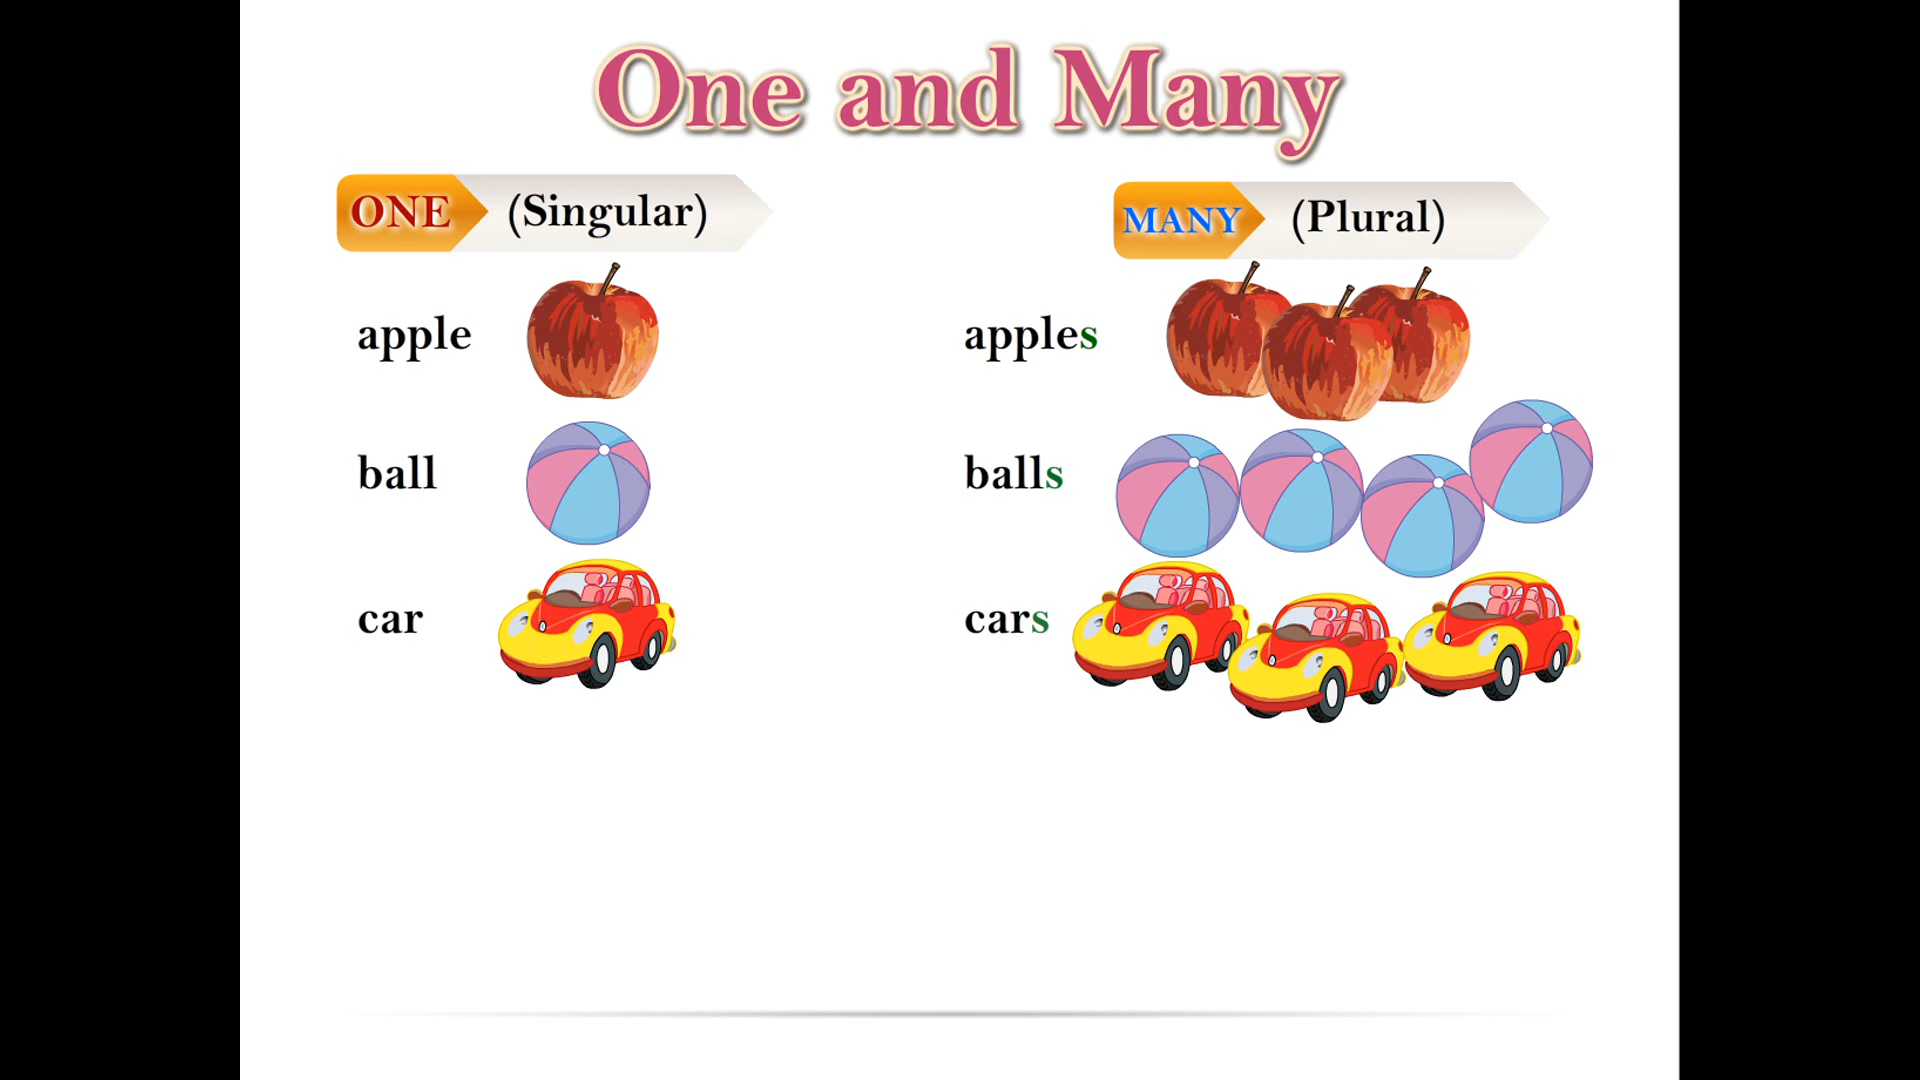 One and Many
ONE (Singular)
MANY (Plural)
apple
apples
ball
balls
car
cars